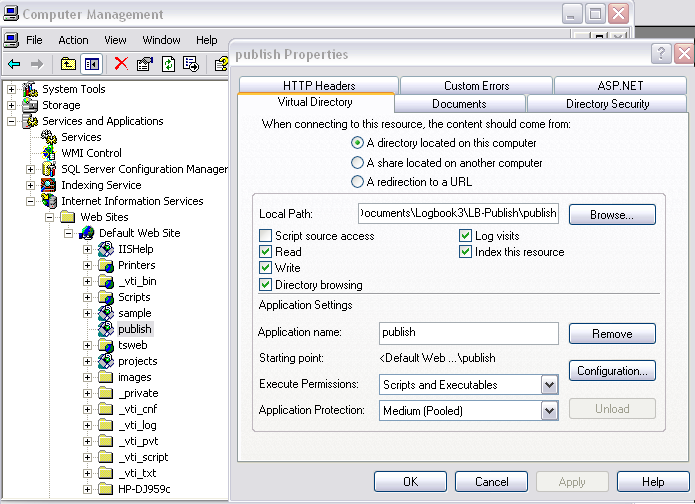 Computer Management
File Action View Window Help
System Tools
Storage
Services and Applications
Services
WMI Control
SQL Server Configuration Manager
Indexing Service
Internet Information Services
Web Sites
Default Web Site
IISHelp
Printers
_vti_bin
Scripts
sample
publish
tsweb
projects
images
_private
_vti_cnf
_vti_log
_vti_pvt
_vti_script
_vti_txt
HP-DJ959c
publish Properties
HTTP Headers Custom Errors ASP.NET
Virtual Directory Documents Directory Security
When connecting to this resource, the content should come from:
A directory located on this computer
A share located on another computer
A redirection to a URL
Local Path: Documents\Logbook3\LB-Publish\publish Browse...
Script source access Log visits
Read Index this resource
Write
Directory browsing
Application Settings
Application name: publish Remove
Starting point: <Default Web ...\publish
Configuration...
Execute Permissions: Scripts and Executables
Application Protection: Medium (Pooled) Unload
OK Cancel Apply Help